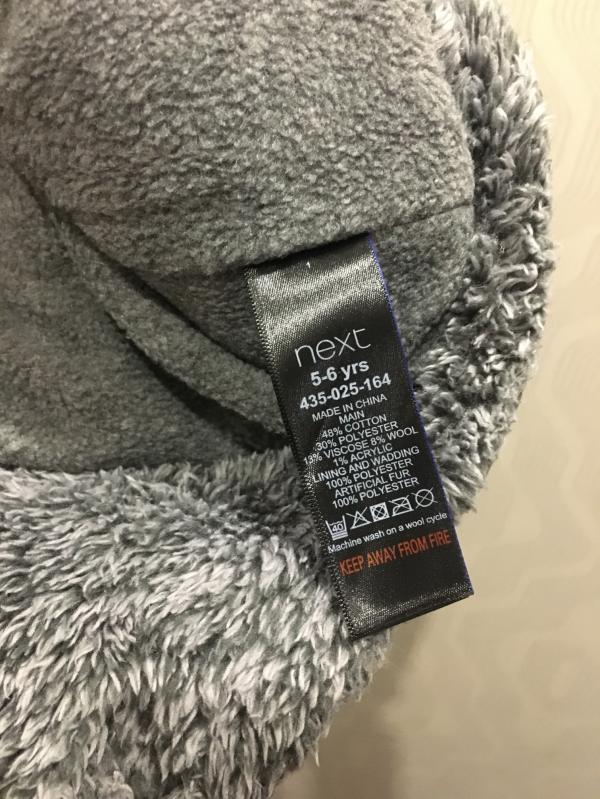 next
5-6 yrs
435-025-164
MADE IN CHINA
MAIN
48% COTTON
30% POLYESTER
13% VISCOSE 8% WOOL
1% ACRYLIC
LINING AND WADDING
100% POLYESTER
ARTIFICIAL FUR
100% POLYESTER
40
Machine wash on a wool cycle
KEEP AWAY FROM FIRE